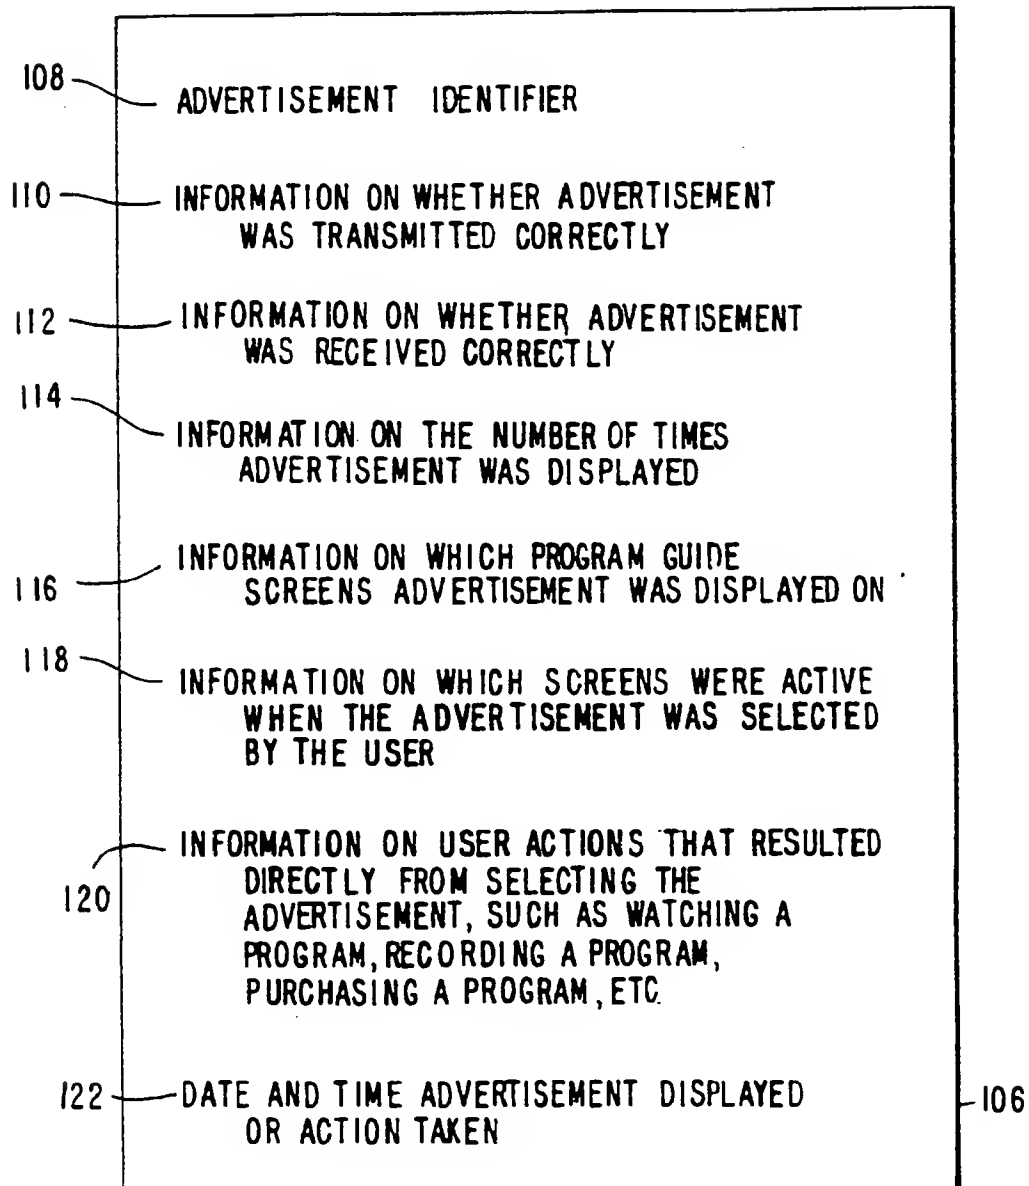 108
ADVERTISEMENT IDENTIFIER
110
INFORMATION ON WHETHER ADVERTISEMENT
WAS TRANSMITTED CORRECTLY
112
INFORMATION ON WHETHER ADVERTISEMENT
WAS RECEIVED CORRECTLY
114
INFORMATION ON THE NUMBER OF TIMES
ADVERTISEMENT WAS DISPLAYED
116
INFORMATION ON WHICH PROGRAM GUIDE
SCREENS ADVERTISEMENT WAS DISPLAYED ON
118
INFORMATION ON WHICH SCREENS WERE ACTIVE
WHEN THE ADVERTISEMENT WAS SELECTED
BY THE USER
120
INFORMATION ON USER ACTIONS THAT RESULTED
DIRECTLY FROM SELECTING THE
ADVERTISEMENT, SUCH AS WATCHING A
PROGRAM, RECORDING A PROGRAM,
PURCHASING A PROGRAM, ETC.
122
DATE AND TIME ADVERTISEMENT DISPLAYED
OR ACTION TAKEN
106